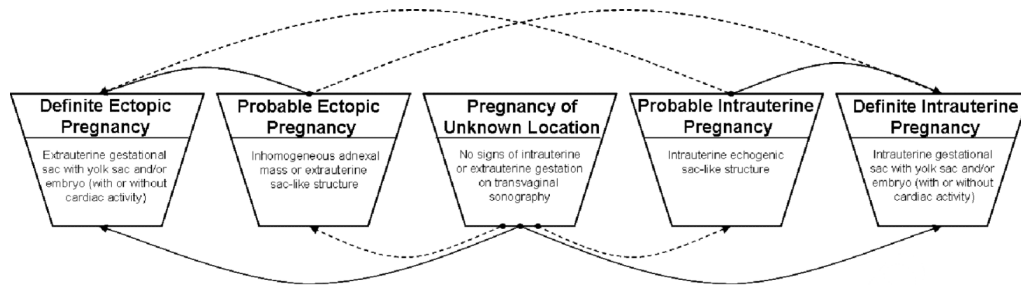 Definite Ectopic
Pregnancy
Extrauterine gestational
sac with yolk sac and/or
embryo (with or without
cardiac activity)
Probable Ectopic
Pregnancy
Inhomogeneous adnexal
mass or extrauterine
sac-like structure
Pregnancy of
Unknown Location
No signs of intrauterine
or extrauterine gestation
on transvaginal
sonography
Probable Intrauterine
Pregnancy
Intrauterine echogenic
sac-like structure
Definite Intrauterine
Pregnancy
Intrauterine gestational
sac with yolk sac and/or
embryo (with or without
cardiac activity)